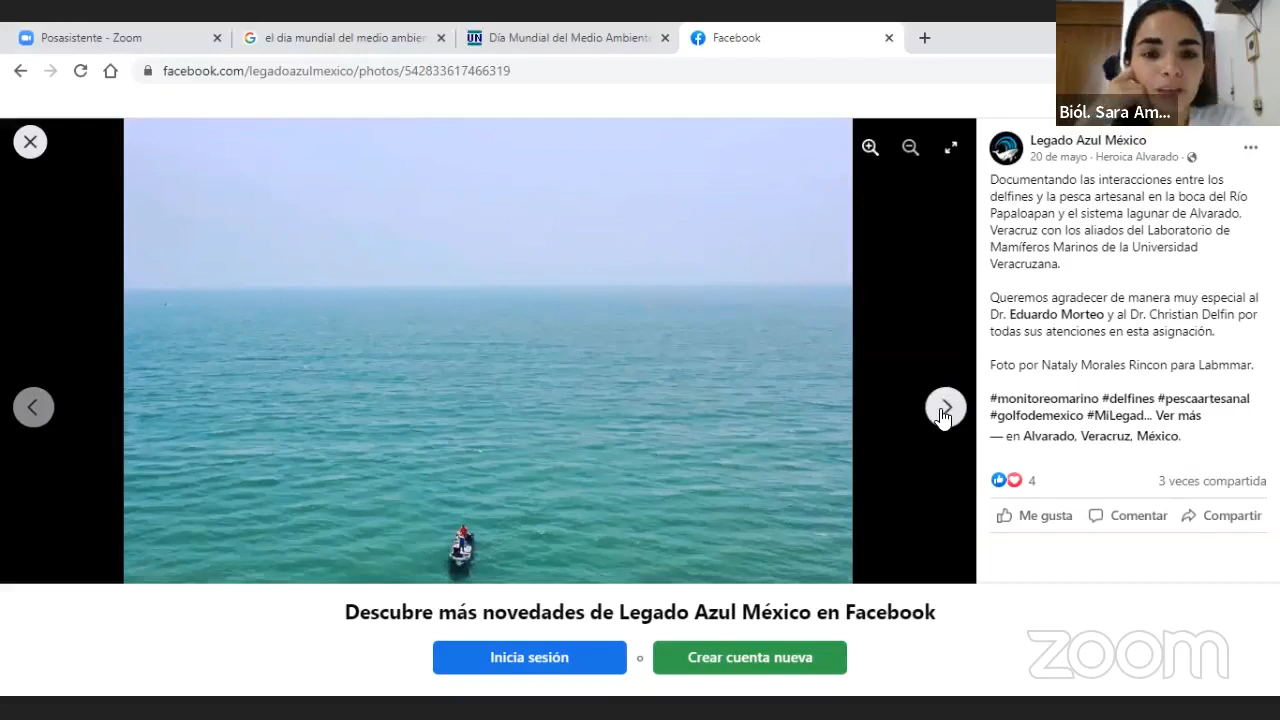 Posasistente - Zoom
el dia mundial del medio ambien
Día Mundial del Medio Ambiente
Facebook
facebook.com/legadoazulmexico/photos/542833617466319
Biól. Sara Am...
Legado Azul México
20 de mayo · Heroica Alvarado ·
Documentando las interacciones entre los
delfines y la pesca artesanal en la boca del Río
Papaloapan y el sistema lagunar de Alvarado.
Veracruz con los aliados del Laboratorio de
Mamíferos Marinos de la Universidad
Veracruzana.
Queremos agradecer de manera muy especial al
Dr. Eduardo Morteo y al Dr. Christian Delfin por
todas sus atenciones en esta asignación.
Foto por Nataly Morales Rincon para Labmmar.
#monitoreomarino #delfines #pescaartesanal
#golfodemexico #MiLegad... Ver más
— en Alvarado, Veracruz, México.
4
3 veces compartida
Me gusta
Comentar
Compartir
Descubre más novedades de Legado Azul México en Facebook
Inicia sesión
o
Crear cuenta nueva
zoom